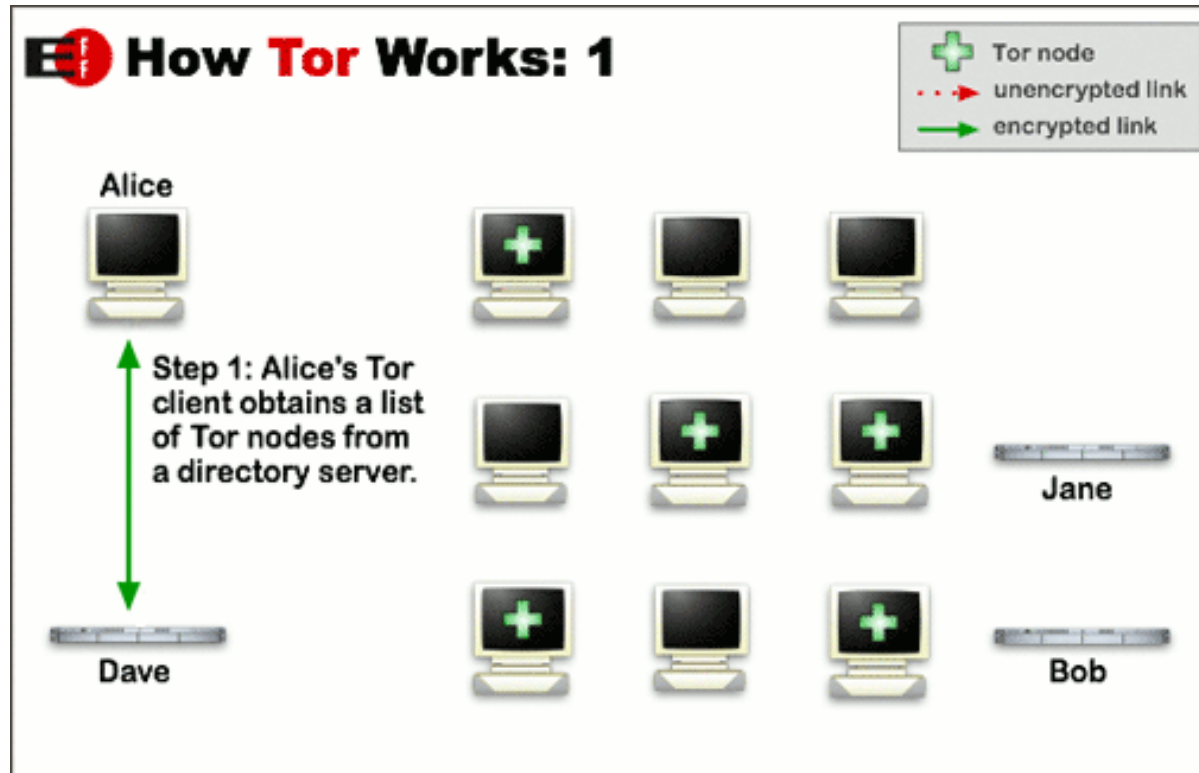 EFF How Tor Works: 1
Tor node
unencrypted link
encrypted link
Alice
Step 1: Alice's Tor
client obtains a list
of Tor nodes from
a directory server.
Jane
Dave
Bob